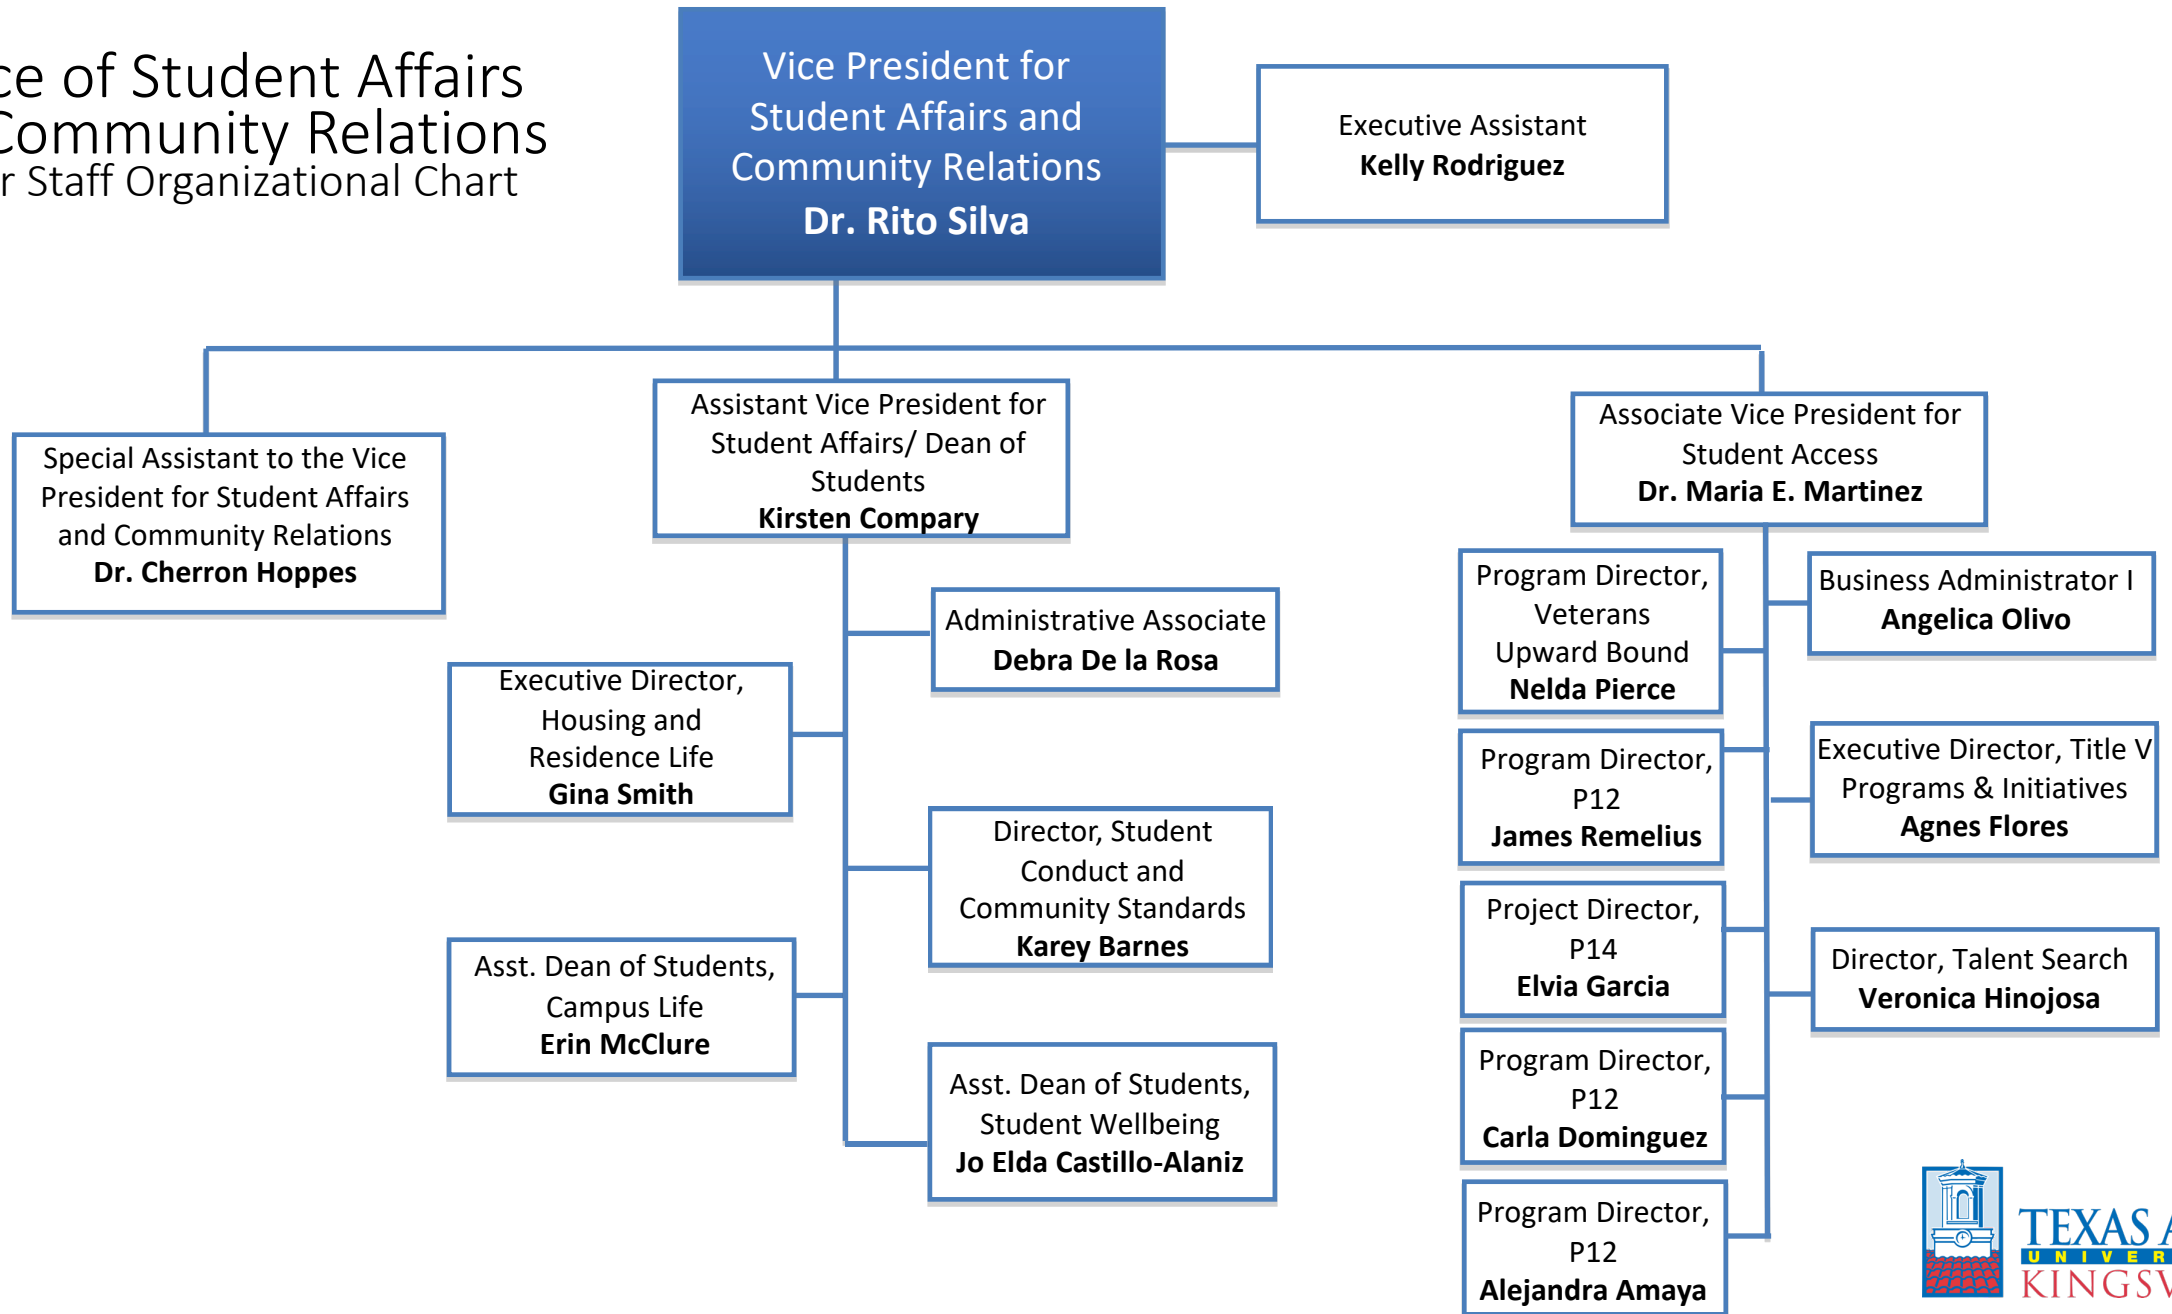 ce of Student Affairs
Community Relations
r Staff Organizational Chart
Vice President for
Student Affairs and
Community Relations
Dr. Rito Silva
Executive Assistant
Kelly Rodriguez
Special Assistant to the Vice
President for Student Affairs
and Community Relations
Dr. Cherron Hoppes
Assistant Vice President for
Student Affairs/ Dean of
Students
Kirsten Compary
Associate Vice President for
Student Access
Dr. Maria E. Martinez
Administrative Associate
Debra De la Rosa
Executive Director,
Housing and
Residence Life
Gina Smith
Director, Student
Conduct and
Community Standards
Karey Barnes
Asst. Dean of Students,
Campus Life
Erin McClure
Asst. Dean of Students,
Student Wellbeing
Jo Elda Castillo-Alaniz
Program Director,
Veterans
Upward Bound
Nelda Pierce
Business Administrator I
Angelica Olivo
Program Director,
P12
James Remelius
Executive Director, Title V
Programs & Initiatives
Agnes Flores
Project Director,
P14
Elvia Garcia
Director, Talent Search
Veronica Hinojosa
Program Director,
P12
Carla Dominguez
Program Director,
P12
Alejandra Amaya
TEXAS A
UNIVER
KINGSV